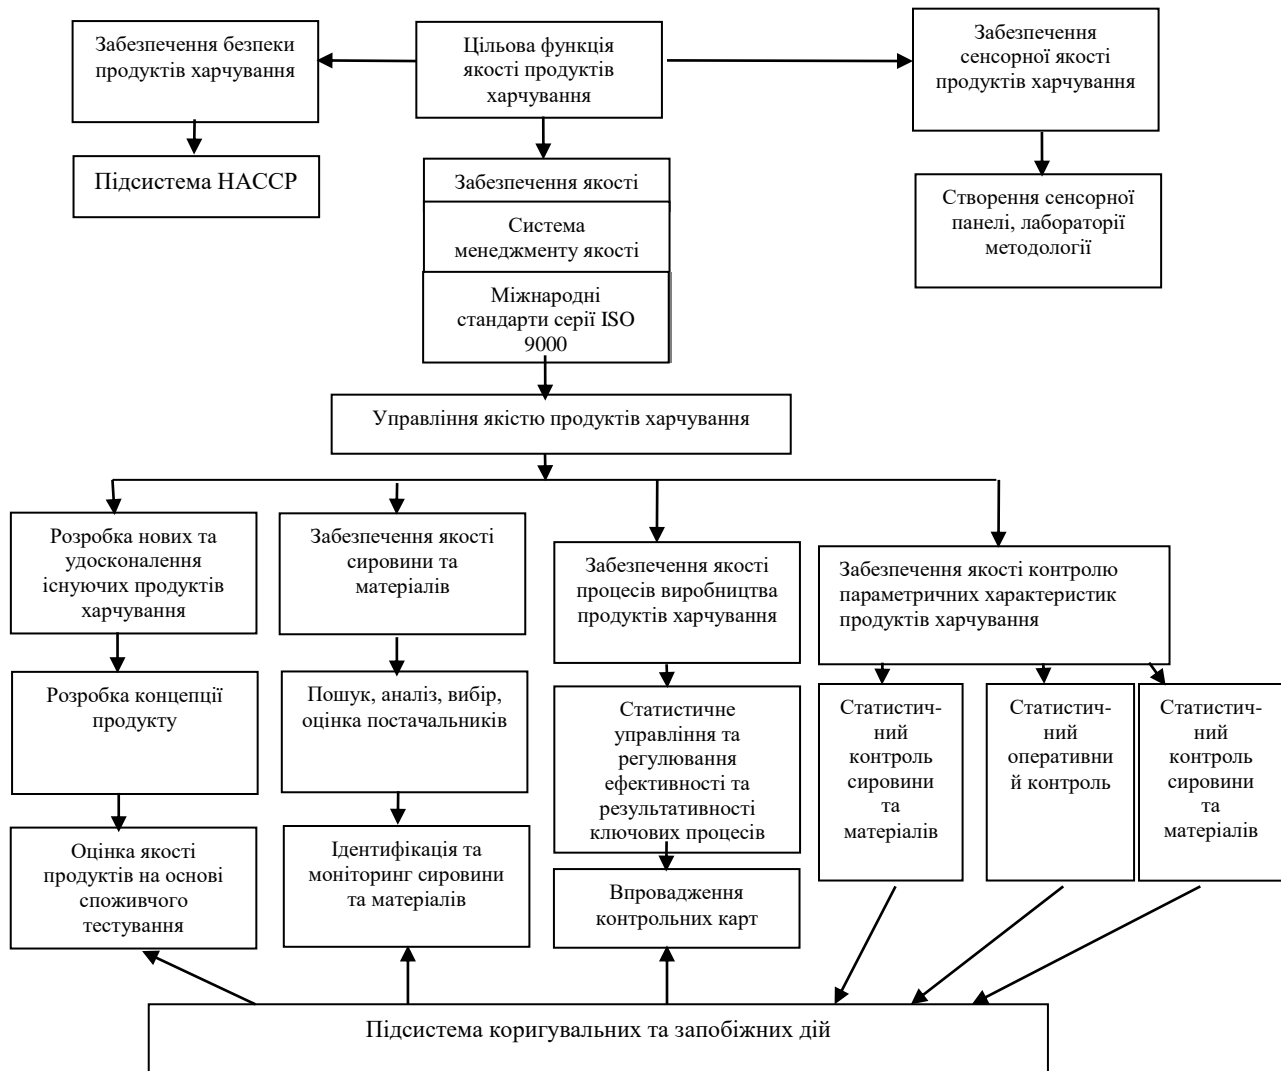 Забезпечення безпеки
продуктів харчування
Цільова функція
якості продуктів
харчування
Забезпечення
сенсорної якості
продуктів харчування
Підсистема НАССР
Забезпечення якості
Система
менеджменту якості
Міжнародні
стандарти серії ISO
9000
Створення сенсорної
панелі, лабораторії
методології
Управління якістю продуктів харчування
Розробка нових та
удосконалення
існуючих продуктів
харчування
Забезпечення якості
сировини та
матеріалів
Забезпечення якості
процесів виробництва
продуктів харчування
Забезпечення якості контролю
параметричних характеристик
продуктів харчування
Розробка концепції
продукту
Пошук, аналіз, вибір,
оцінка постачальників
Статистичне
управління та
регулювання
ефективності та
результативності
ключових процесів
Статистич-
ний
контроль
сировини
та
матеріалів
Статистич-
ний
оперативни
й контроль
Статистич-
ний
контроль
сировини
та
матеріалів
Оцінка якості
продуктів на основі
споживчого
тестування
Ідентифікація та
моніторинг сировини
та матеріалів
Впровадження
контрольних карт
Підсистема коригувальних та запобіжних дій